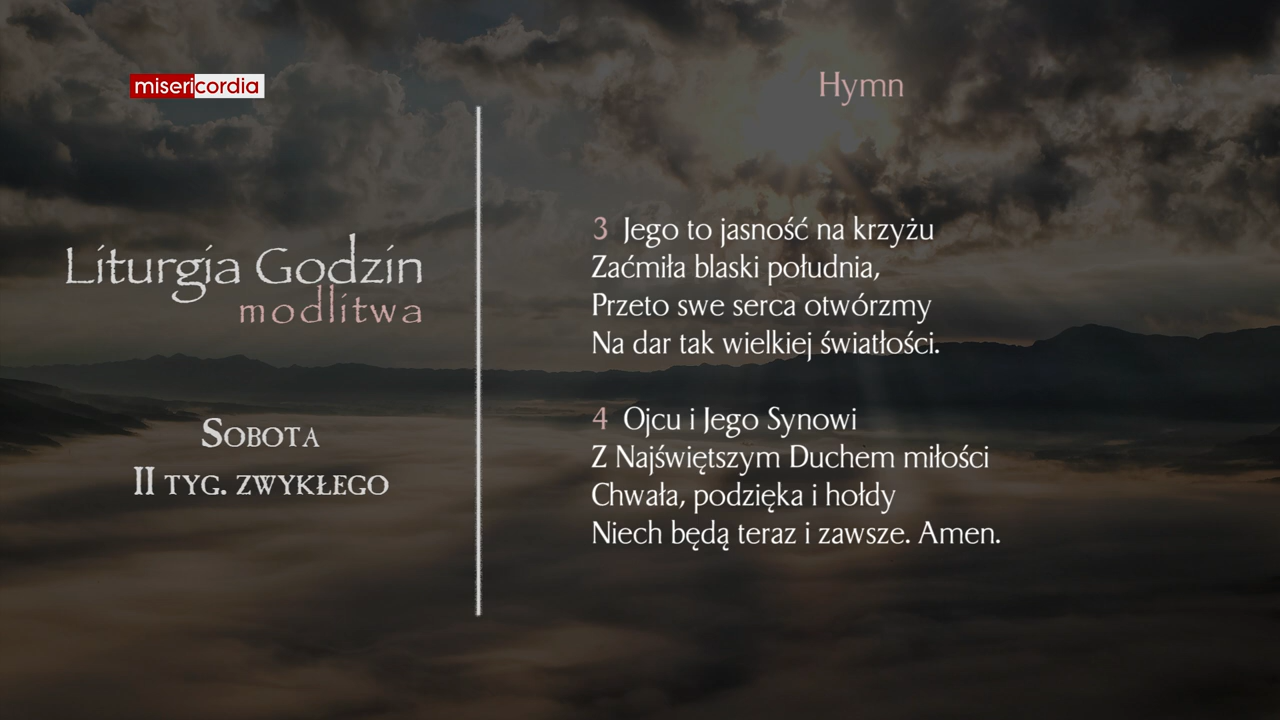 misericordia
Liturgia Godzin
modlitwa
Sobota
II tyg. zwykłego
Hymn
3 Jego to jasność na krzyżu
Zaćmiła blaski południa,
Przeto swe serca otwórzmy
Na dar tak wielkiej światłości.
4 Ojcu i Jego Synowi
Z Najświętszym Duchem miłości
Chwała, podzięka i hołdy
Niech będą teraz i zawsze. Amen.